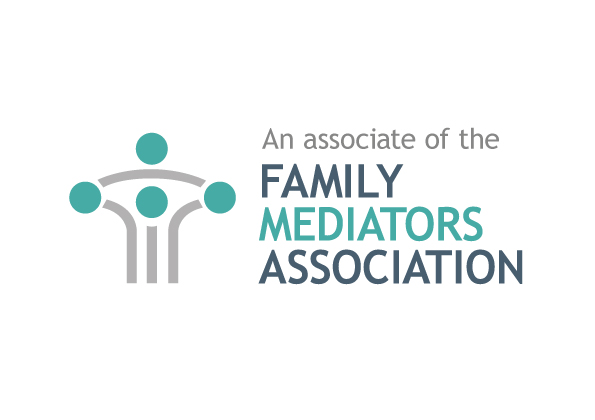 An associate of the
FAMILY
MEDIATORS
ASSOCIATION